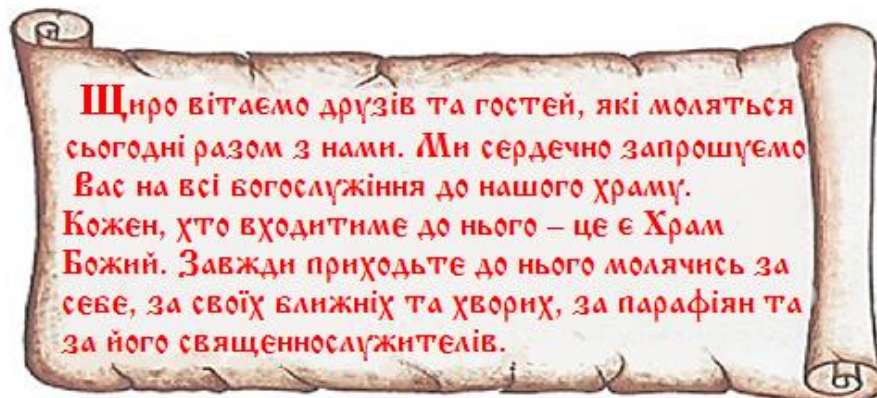 Щиро вітаємо друзів та гостей, які моляться
сьогодні разом з нами. Ми сердечно запрошуємо
Вас на всі богослужіння до нашого храму.
Кожен, хто входитиме до нього – це є Храм
Божий. Завжди приходьте до нього молячись за
себе, за своїх ближніх та хворих, за парафіян та
за його священнослужителів.